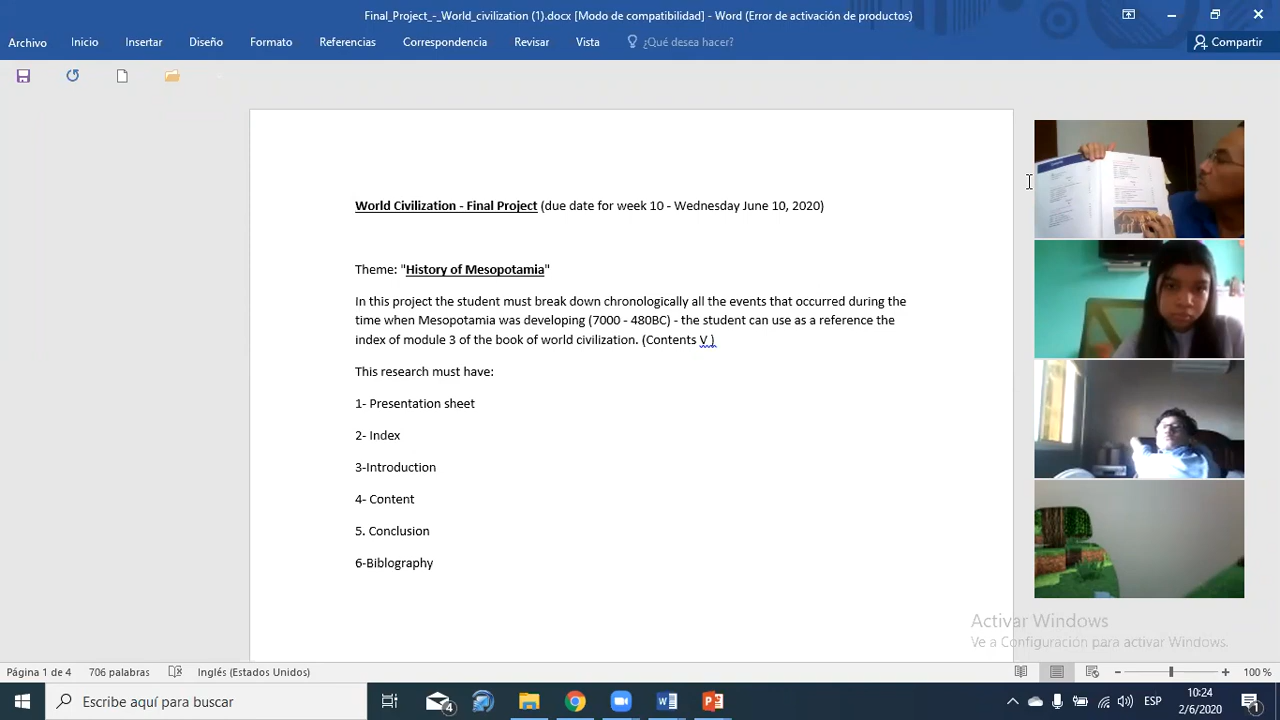 Final_Project_-_World_civilization (1).docx [Modo de compatibilidad] - Word (Error de activación de productos)
Archivo Inicio Insertar Diseño Formato Referencias Correspondencia Revisar Vista ¿Qué desea hacer? Compartir
World Civilization - Final Project (due date for week 10 - Wednesday June 10, 2020)
Theme: "History of Mesopotamia"
In this project the student must break down chronologically all the events that occurred during the
time when Mesopotamia was developing (7000 - 480BC) - the student can use as a reference the
index of module 3 of the book of world civilization. (Contents V )
This research must have:
1- Presentation sheet
2- Index
3-Introduction
4- Content
5. Conclusion
6-Biblography
Activar Windows
Ve a Configuración para activar Windows.
Página 1 de 4 706 palabras Inglés (Estados Unidos) 100 %
Escribe aquí para buscar 4 ESP 10:24
2/6/2020 1